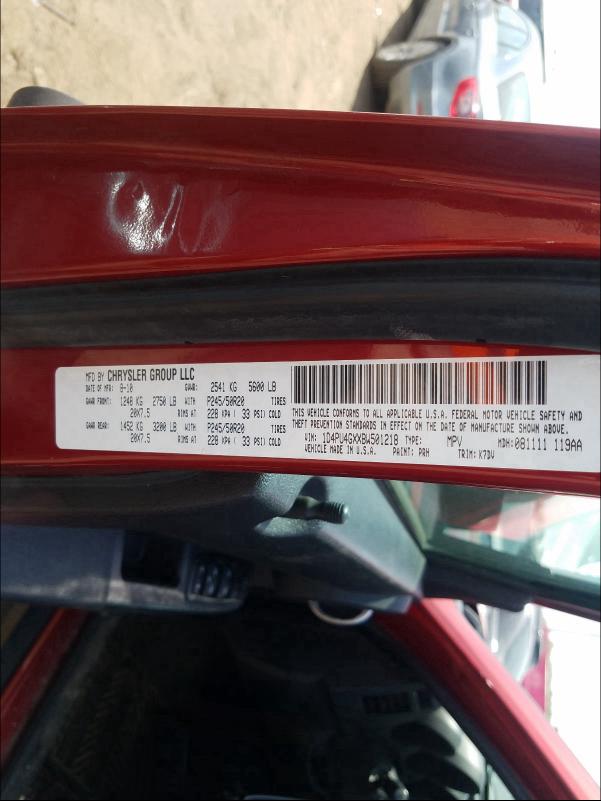 MFD BY CHRYSLER GROUP LLC
DATE OF MFR: 8-10 GVWR: 2541 KG 5600 LB
GAWR FRONT: 1248 KG 2750 LB WITH P245/50R20 TIRES
20X7.5 RIMS AT 228 KPA ( 33 PSI) COLD
GAWR REAR: 1452 KG 3200 LB WITH P245/50R20 TIRES
20X7.5 RIMS AT 228 KPA ( 33 PSI) COLD
THIS VEHICLE CONFORMS TO ALL APPLICABLE U.S.A. FEDERAL MOTOR VEHICLE SAFETY AND
THEFT PREVENTION STANDARDS IN EFFECT ON THE DATE OF MANUFACTURE SHOWN ABOVE.
VIN: 1D4PU4GXXBW501218 TYPE: MPV MDH: 081111 119AA
VEHICLE MADE IN U.S.A. PAINT: PRH TRIM: K7DV